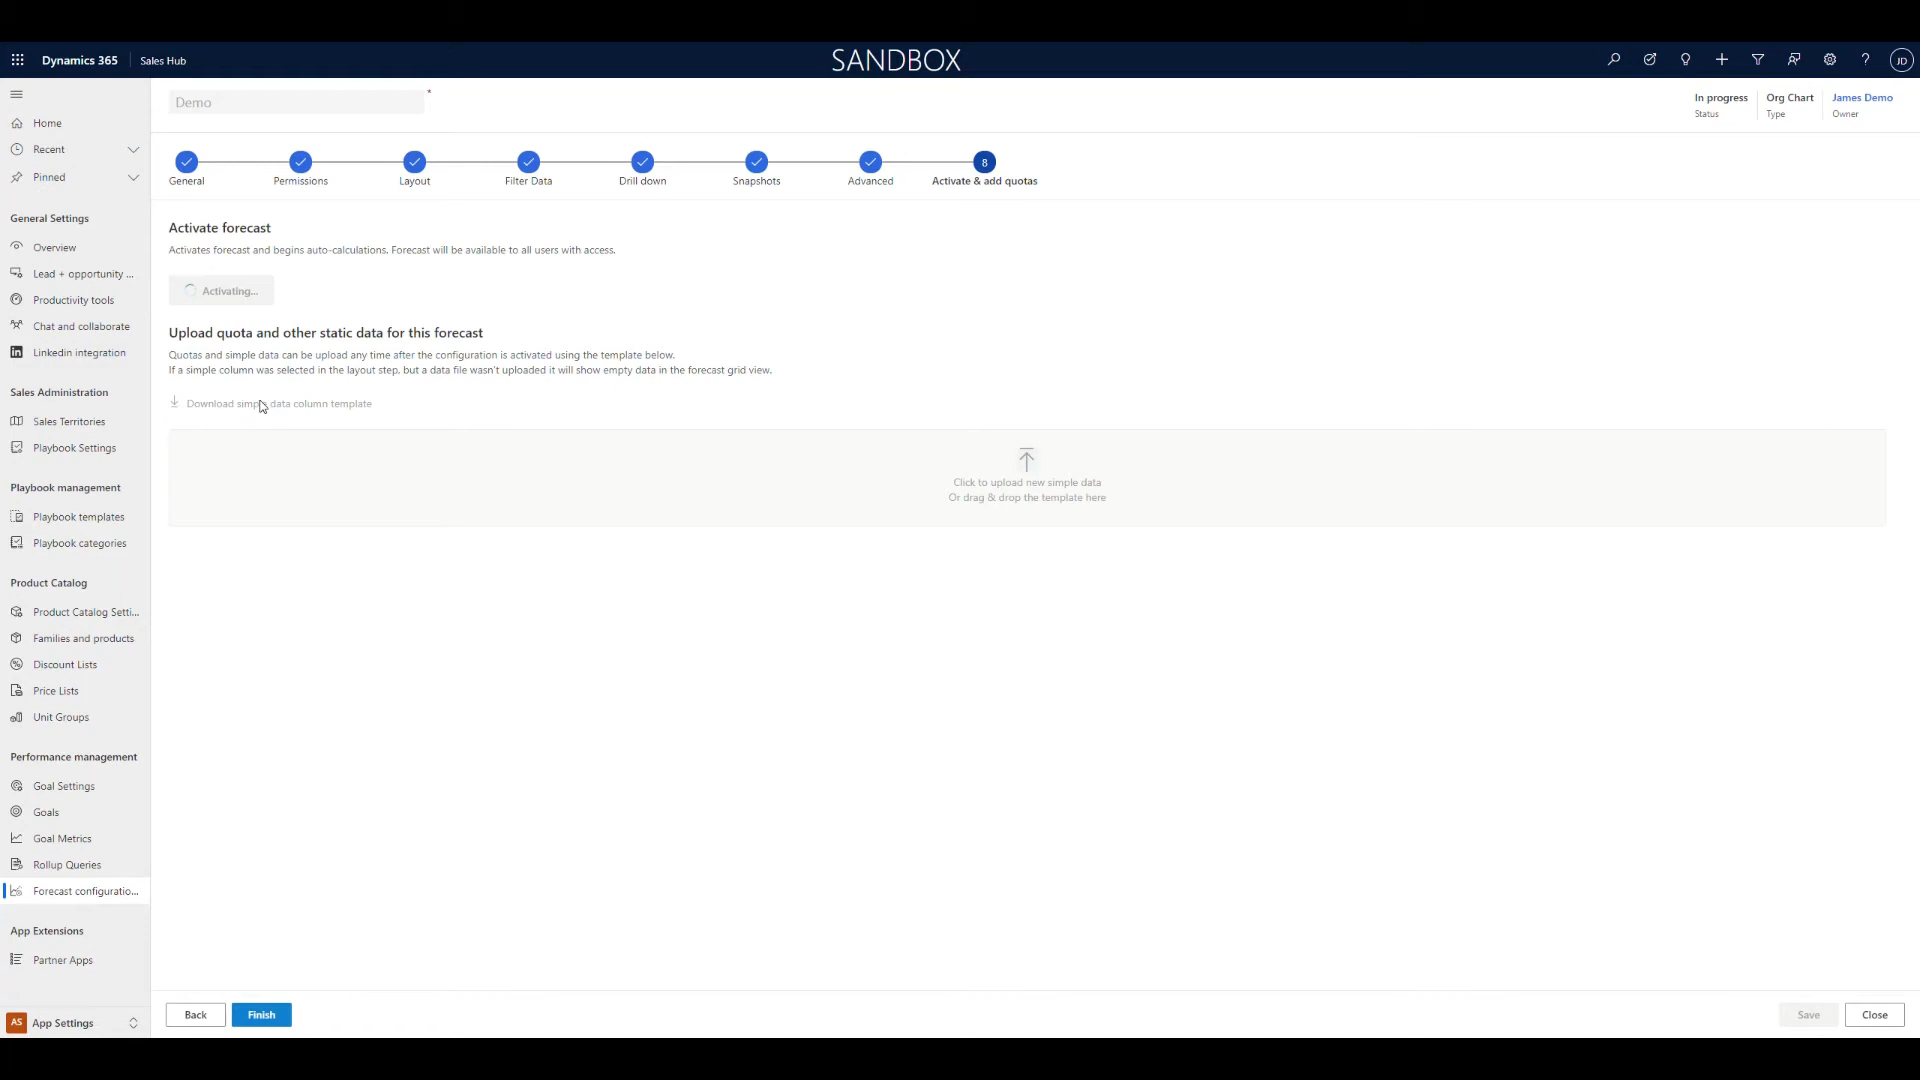 Dynamics 365
Sales Hub
SANDBOX
JD
Home
Recent
Pinned
General Settings
Overview
Lead + opportunity ...
Productivity tools
Chat and collaborate
Linkedin integration
Sales Administration
Sales Territories
Playbook Settings
Playbook management
Playbook templates
Playbook categories
Product Catalog
Product Catalog Setti...
Families and products
Discount Lists
Price Lists
Unit Groups
Performance management
Goal Settings
Goals
Goal Metrics
Rollup Queries
Forecast configuratio...
App Extensions
Partner Apps
AS App Settings
Demo *
In progress
Status
Org Chart
Type
James Demo
Owner
General
Permissions
Layout
Filter Data
Drill down
Snapshots
Advanced
8
Activate & add quotas
Activate forecast
Activates forecast and begins auto-calculations. Forecast will be available to all users with access.
Activating...
Upload quota and other static data for this forecast
Quotas and simple data can be upload any time after the configuration is activated using the template below.
If a simple column was selected in the layout step, but a data file wasn't uploaded it will show empty data in the forecast grid view.
Download simple data column template
Click to upload new simple data
Or drag & drop the template here
Back
Finish
Save
Close